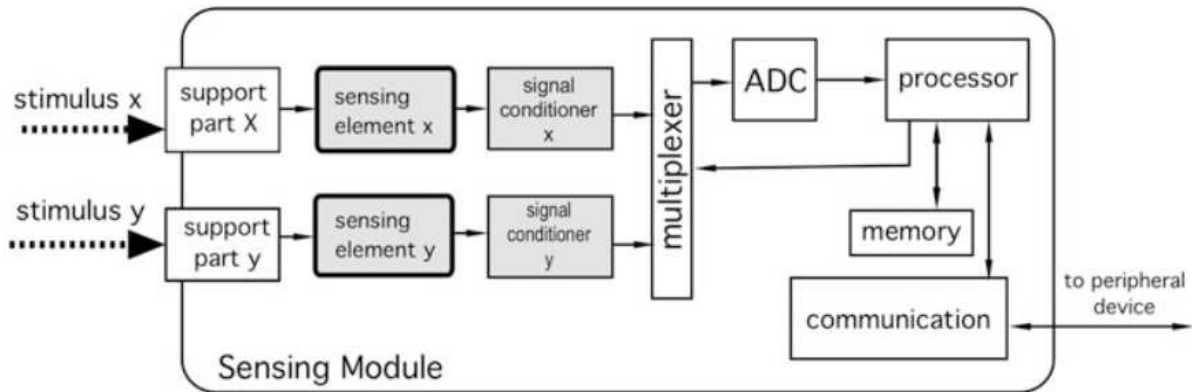 stimulus x
support
part X
sensing
element x
signal
conditioner
x
multiplexer
ADC
processor
stimulus y
support
part y
sensing
element y
signal
conditioner
y
memory
communication
to peripheral
device
Sensing Module